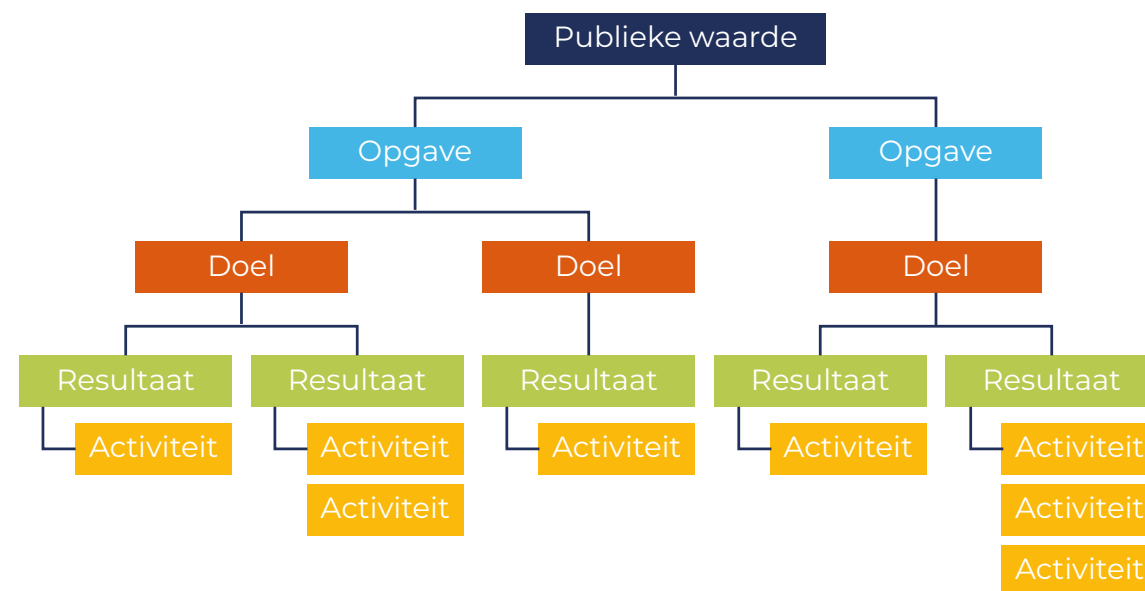 Publieke waarde
Opgave
Opgave
Doel
Doel
Doel
Resultaat
Resultaat
Resultaat
Resultaat
Resultaat
Activiteit
Activiteit
Activiteit
Activiteit
Activiteit
Activiteit
Activiteit
Activiteit